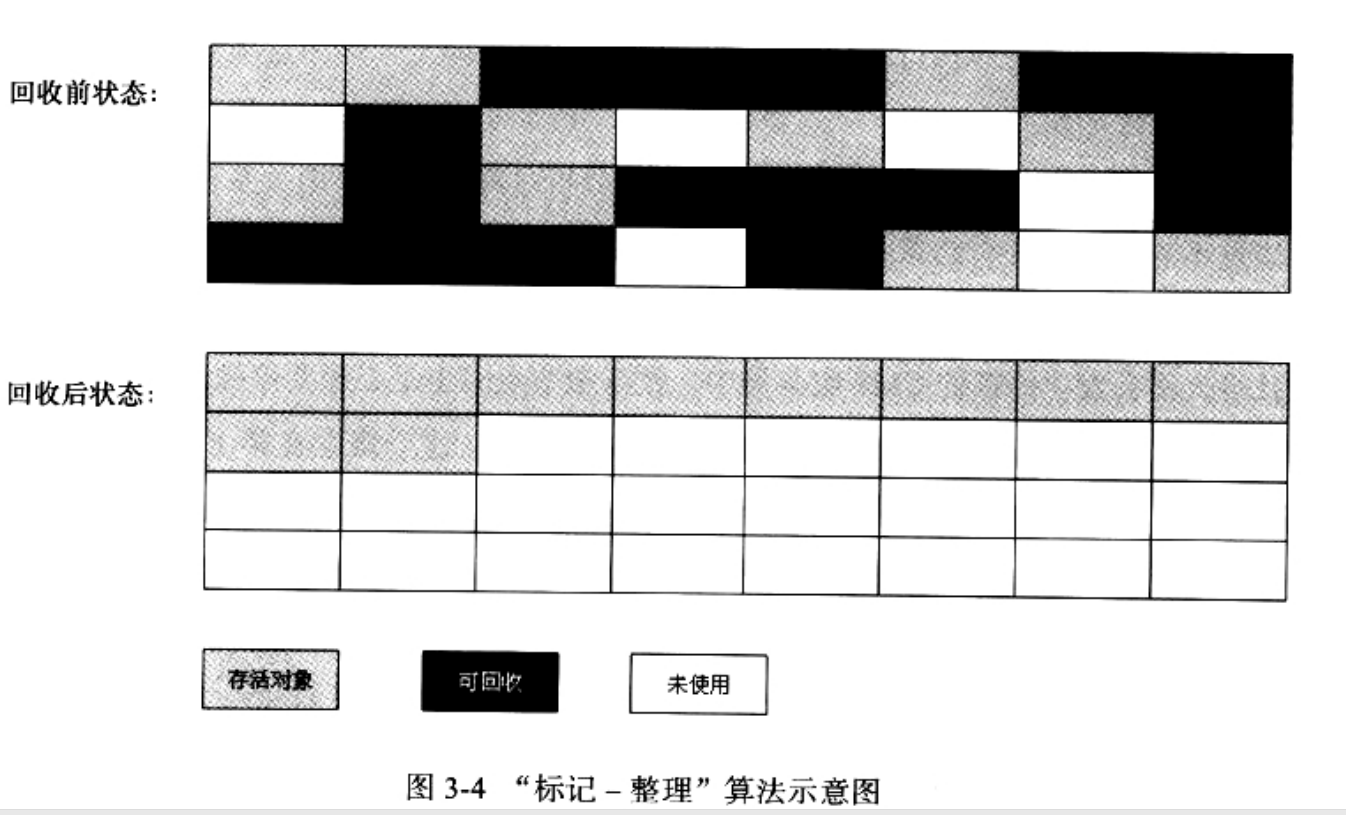 回收前状态:
回收后状态:
存活对象
可回收
未使用
图 3-4 “标记 – 整理”算法示意图